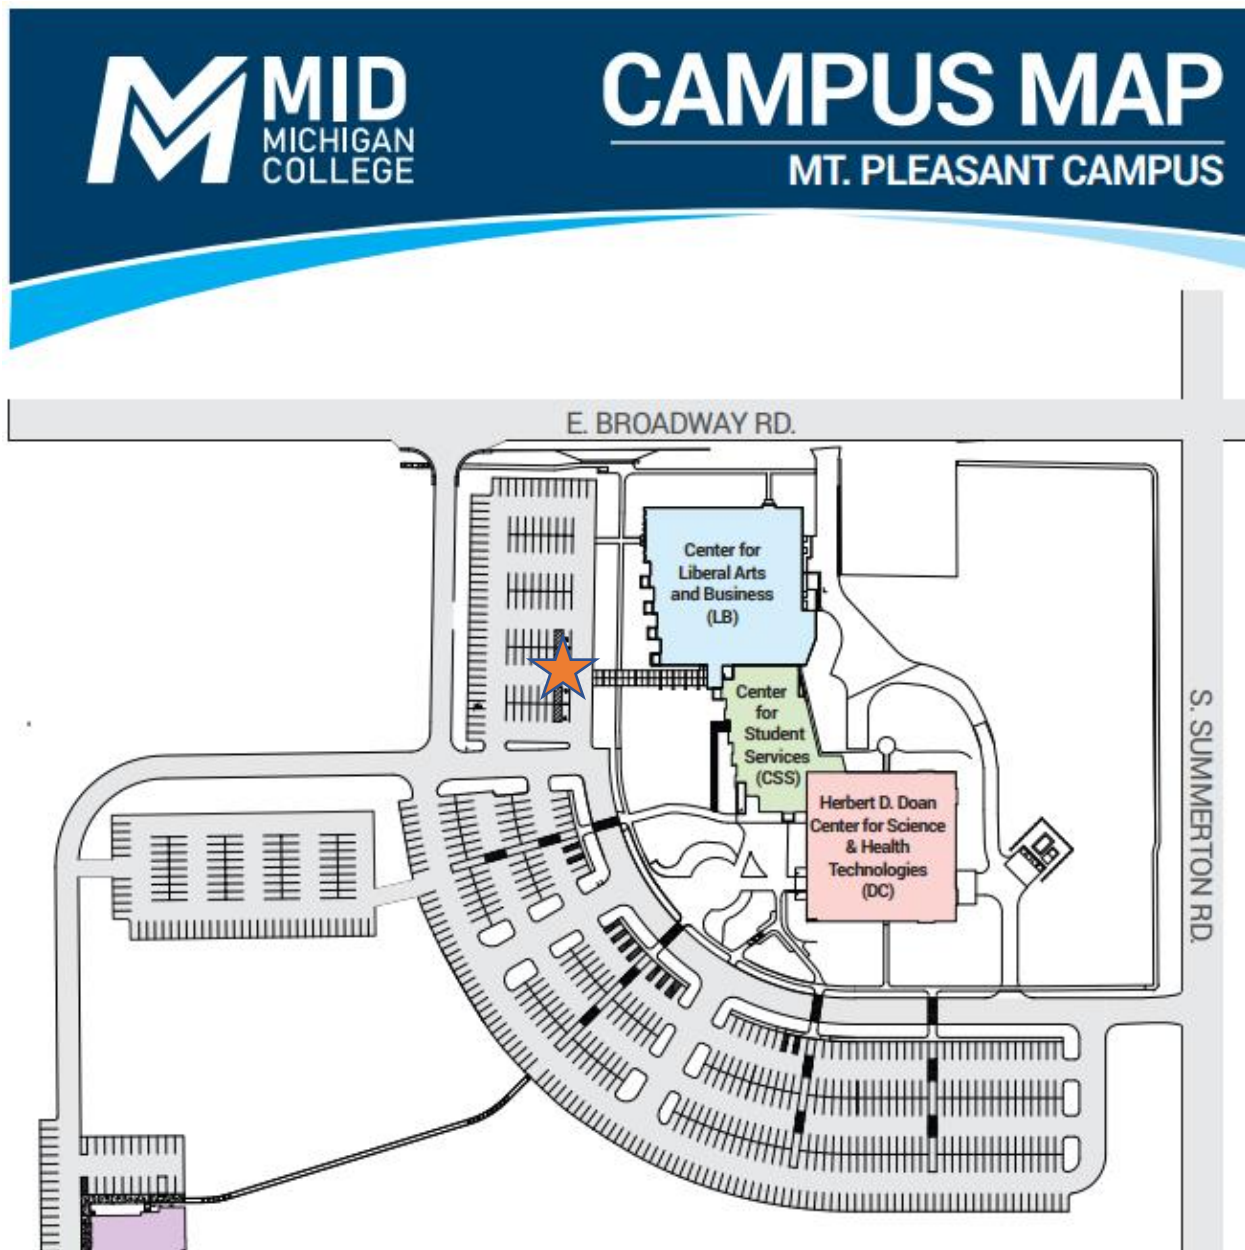 MID
MICHIGAN
COLLEGE
CAMPUS MAP
MT. PLEASANT CAMPUS
E. BROADWAY RD.
Center for
Liberal Arts
and Business
(LB)
Center
for
Student
Services
(CSS)
Herbert D. Doan
Center for Science
& Health
Technologies
(DC)
S. SUMMERTON RD.